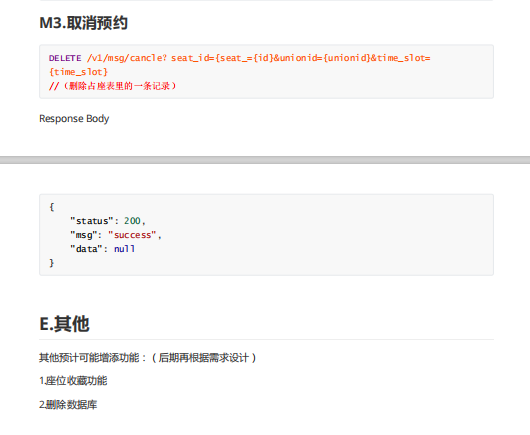 M3.取消预约
DELETE /v1/msg/cancle? seat_id={seat_={id}&unionid={unionid}&time_slot=
{time_slot}
//（删除占座表里的一条记录）
Response Body
{
"status": 200,
"msg": "success",
"data": null
}
E.其他
其他预计可能增添功能：（后期再根据需求设计）
1.座位收藏功能
2.删除数据库